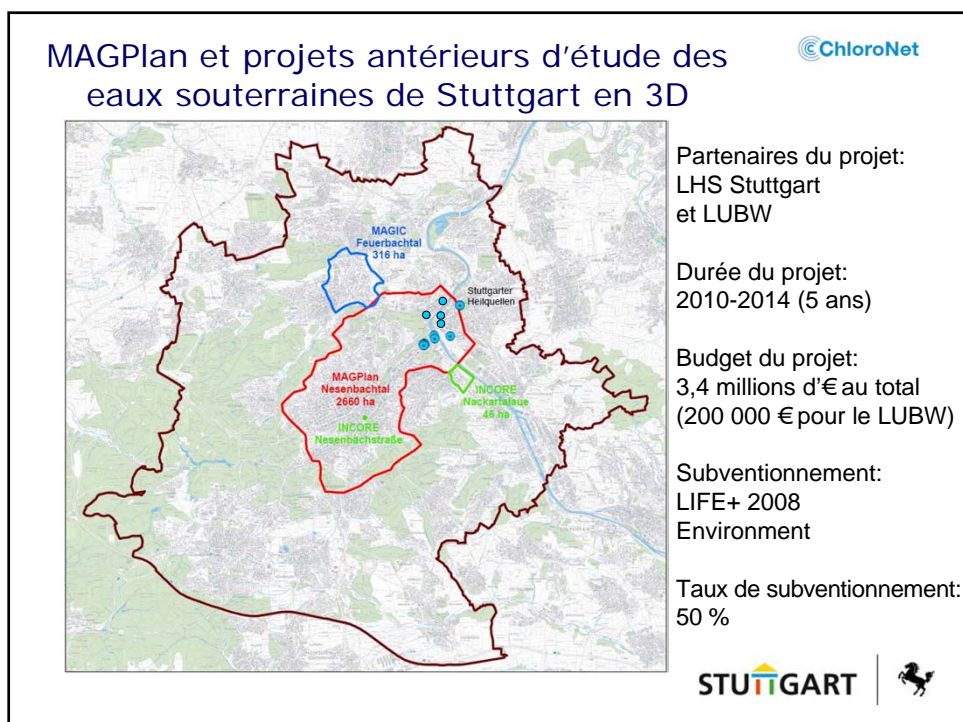 MAGPlan et projets antérieurs d'étude des
eaux souterraines de Stuttgart en 3D
ChloroNet
MAGIC
Feuerbachtal
316 ha
Stuttgarter
Heilquellen
MAGPlan
Nesenbachtal
2660 ha
INCORE
Nesenbachstraße
INCORE
Nackartalaue
46 ha
Partenaires du projet:
LHS Stuttgart
et LUBW
Durée du projet:
2010-2014 (5 ans)
Budget du projet:
3,4 millions d'€ au total
(200 000 € pour le LUBW)
Subventionnement:
LIFE+ 2008
Environment
Taux de subventionnement:
50 %
STUTTGART